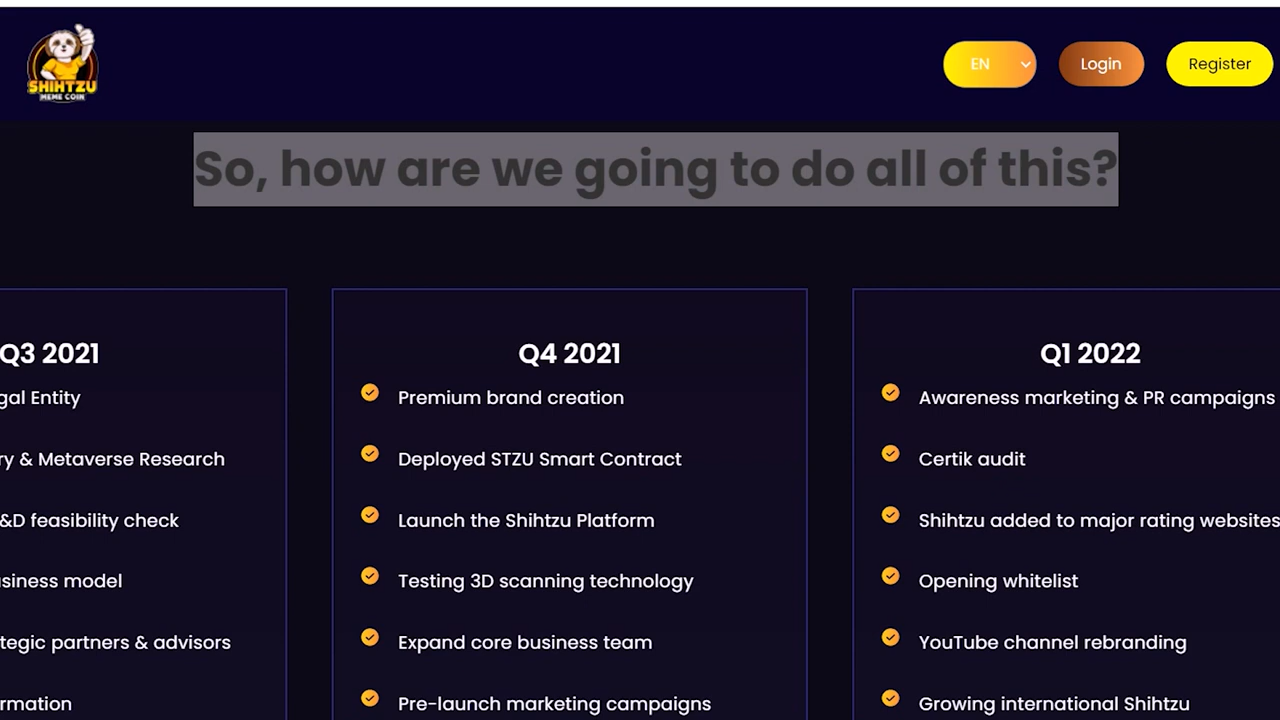 SHIHTZU
MEME COIN
EN
Login
Register
So, how are we going to do all of this?
Q3 2021
gal Entity
ry & Metaverse Research
&D feasibility check
usiness model
tegic partners & advisors
rmation
Q4 2021
Premium brand creation
Deployed STZU Smart Contract
Launch the Shihtzu Platform
Testing 3D scanning technology
Expand core business team
Pre-launch marketing campaigns
Q1 2022
Awareness marketing & PR campaigns
Certik audit
Shihtzu added to major rating websites
Opening whitelist
YouTube channel rebranding
Growing international Shihtzu